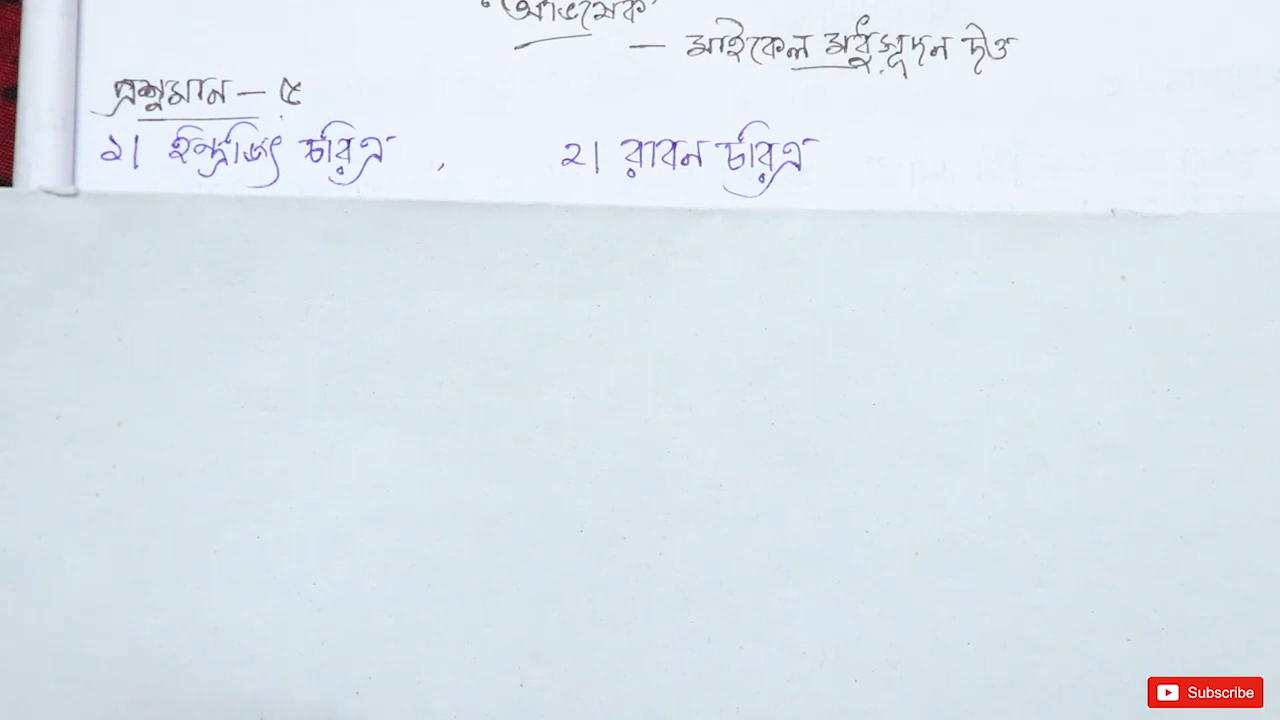 অভিষেক
— মাইকেল মধুসূদন দত্ত
প্রশ্নমান — ৫
১। ইন্দ্রজিৎ চরিত্র , ২। রাবন চরিত্র
Subscribe